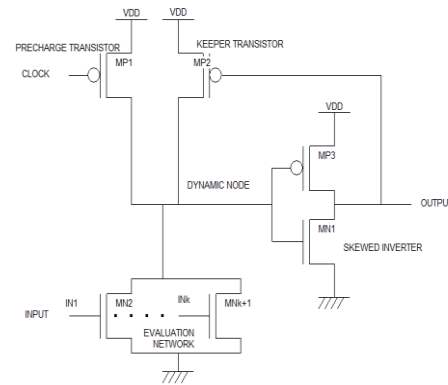 VDD VDD
PRECHARGE TRANSISTOR KEEPER TRANSISTOR
CLOCK MP1 MP2
VDD
MP3
DYNAMIC NODE
OUTPU
MN1
SKEWED INVERTER
INPUT IN1 MN2 INk MNk+1
EVALUATION
NETWORK